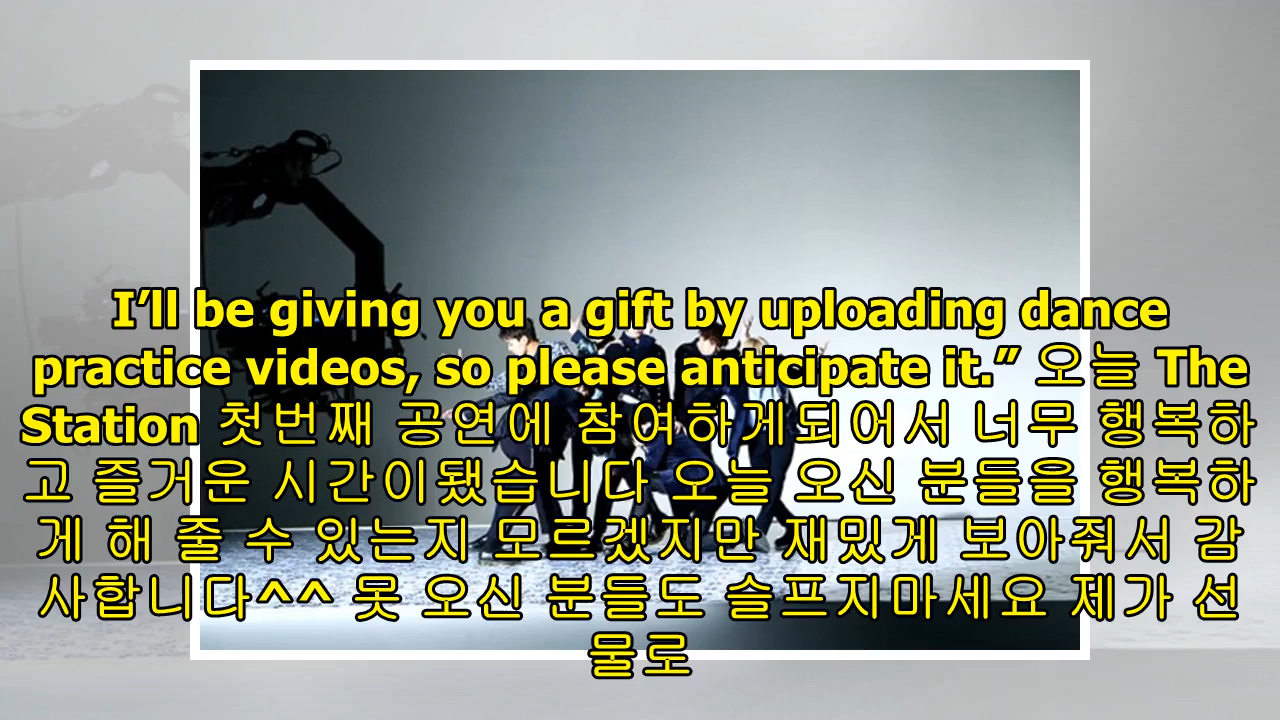 I’ll be giving you a gift by uploading dance
practice videos, so please anticipate it.” 오늘 The
Station 첫번째 공연에 참여하게되어서 너무 행복하
고 즐거운 시간이됐습니다 오늘 오신 분들을 행복하
게 해 줄 수 있는지 모르겠지만 재밌게 보아줘서 감
사합니다^^ 못 오신 분들도 슬프지마세요 제가 선
물로